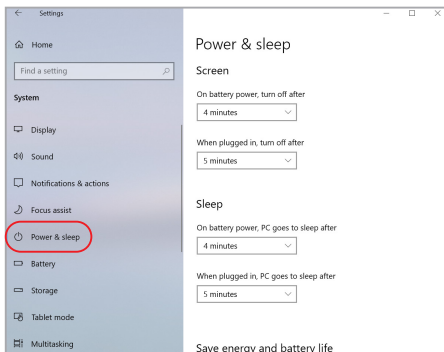 Settings
Home
Find a setting
System
Display
Sound
Notifications & actions
Focus assist
Power & sleep
Battery
Storage
Tablet mode
Multitasking
Power & sleep
Screen
On battery power, turn off after
4 minutes
When plugged in, turn off after
5 minutes
Sleep
On battery power, PC goes to sleep after
4 minutes
When plugged in, PC goes to sleep after
5 minutes
Save energy and battery life